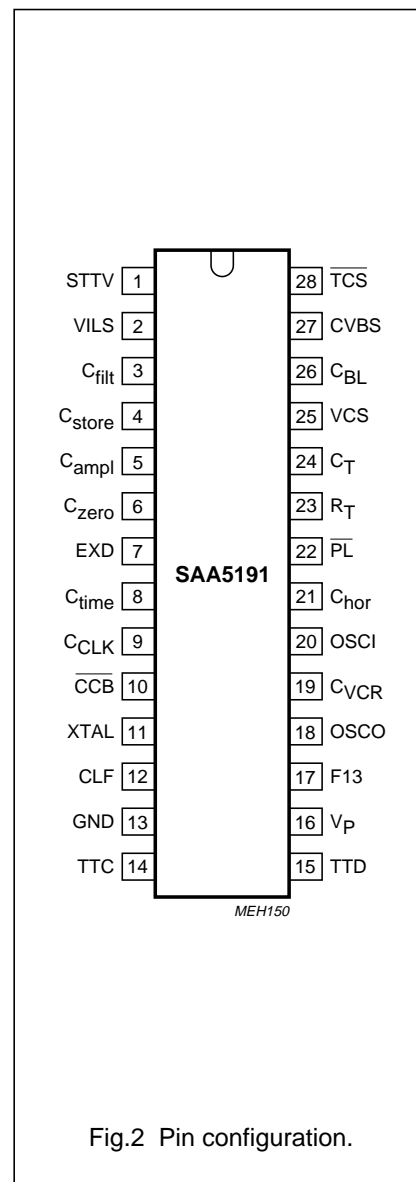 STTV 1 28 TCS
VILS 2 27 CVBS
Cfilt 3 26 CBL
Cstore 4 25 VCS
Campl 5 24 CT
Czero 6 23 RT
EXD 7 22 PL
SAA5191
Ctime 8 21 Chor
CCLK 9 20 OSCI
CCB 10 19 CVCR
XTAL 11 18 OSCO
CLF 12 17 F13
GND 13 16 VP
TTC 14 15 TTD
MEH150
Fig.2 Pin configuration.